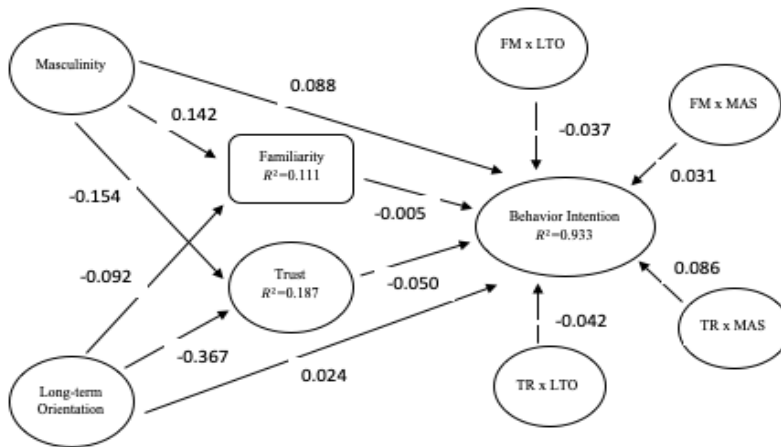 FM x LTO
Masculinity
0.088
FM x MAS
0.142
-0.037
Familiarity
R²=0.111
0.031
-0.154
-0.005
Behavior Intention
R²=0.933
Trust
R²=0.187
-0.092
-0.050
0.086
-0.367
-0.042
TR x MAS
Long-term
Orientation
0.024
TR x LTO